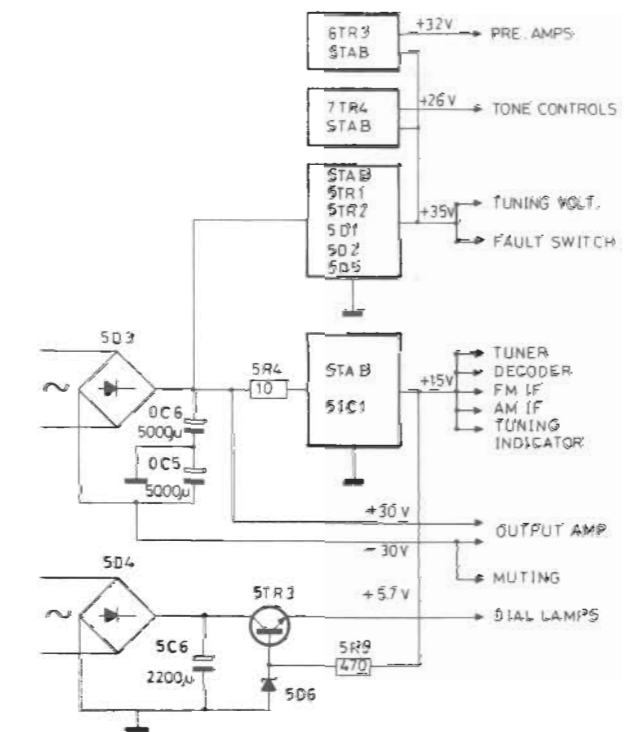 6TR3
STAB
+32V
PRE. AMPS
7TR4
STAB
+26V
TONE CONTROLS
STAB
5TR1
5TR2
5D1
5D2
5D5
+35V
TUNING VOLT.
FAULT SWITCH
5D3
~
0C6
5000µ
0C5
5000µ
5R4
10
STAB
5IC1
+15V
TUNER
DECODER
FM IF
AM IF
TUNING
INDICATOR
+30V
-30V
OUTPUT AMP.
MUTING
5D4
~
5C6
2200µ
5TR3
+5.7V
DIAL LAMPS
5R9
470
5D6